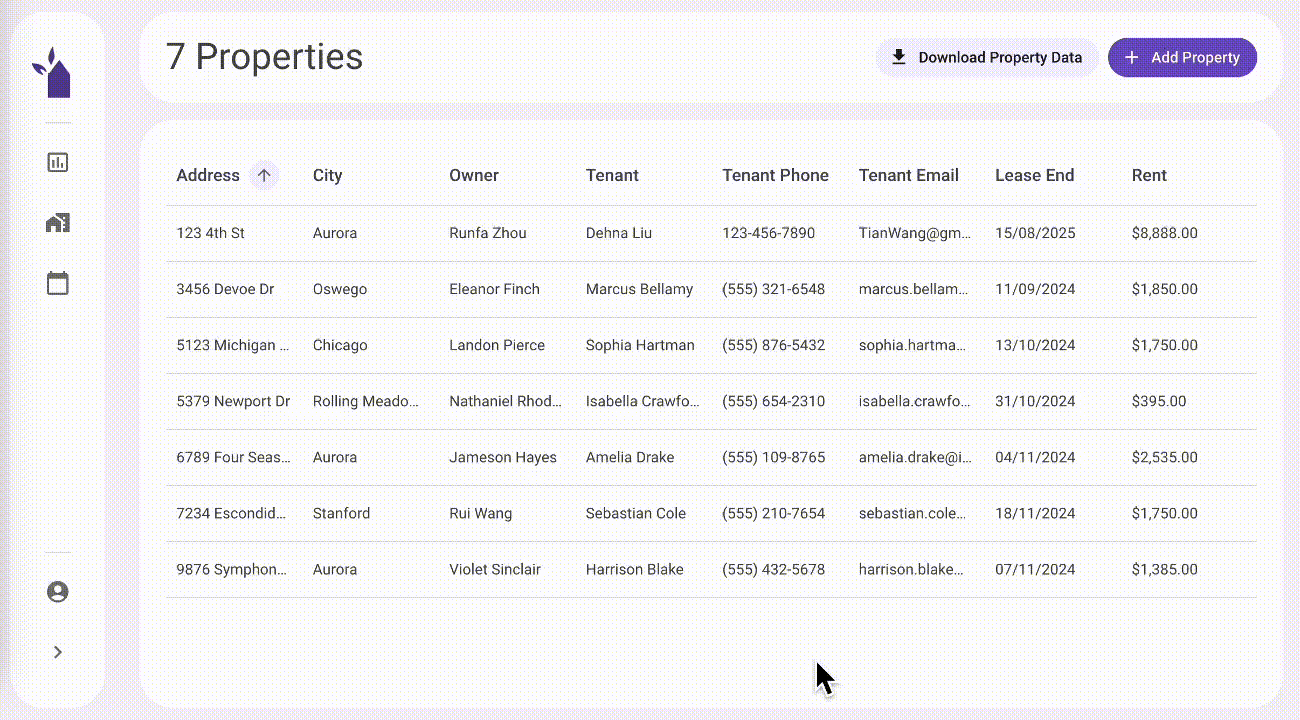 7 Properties
Download Property Data
Add Property
Address City Owner Tenant Tenant Phone Tenant Email Lease End Rent
123 4th St Aurora Runfa Zhou Dehna Liu 123-456-7890 TianWang@gm... 15/08/2025 $8,888.00
3456 Devoe Dr Oswego Eleanor Finch Marcus Bellamy (555) 321-6548 marcus.bellam... 11/09/2024 $1,850.00
5123 Michigan ... Chicago Landon Pierce Sophia Hartman (555) 876-5432 sophia.hartma... 13/10/2024 $1,750.00
5379 Newport Dr Rolling Meado... Nathaniel Rhod... Isabella Crawfo... (555) 654-2310 isabella.crawfo... 31/10/2024 $395.00
6789 Four Seas... Aurora Jameson Hayes Amelia Drake (555) 109-8765 amelia.drake@i... 04/11/2024 $2,535.00
7234 Escondid... Stanford Rui Wang Sebastian Cole (555) 210-7654 sebastian.cole... 18/11/2024 $1,750.00
9876 Symphon... Aurora Violet Sinclair Harrison Blake (555) 432-5678 harrison.blake... 07/11/2024 $1,385.00